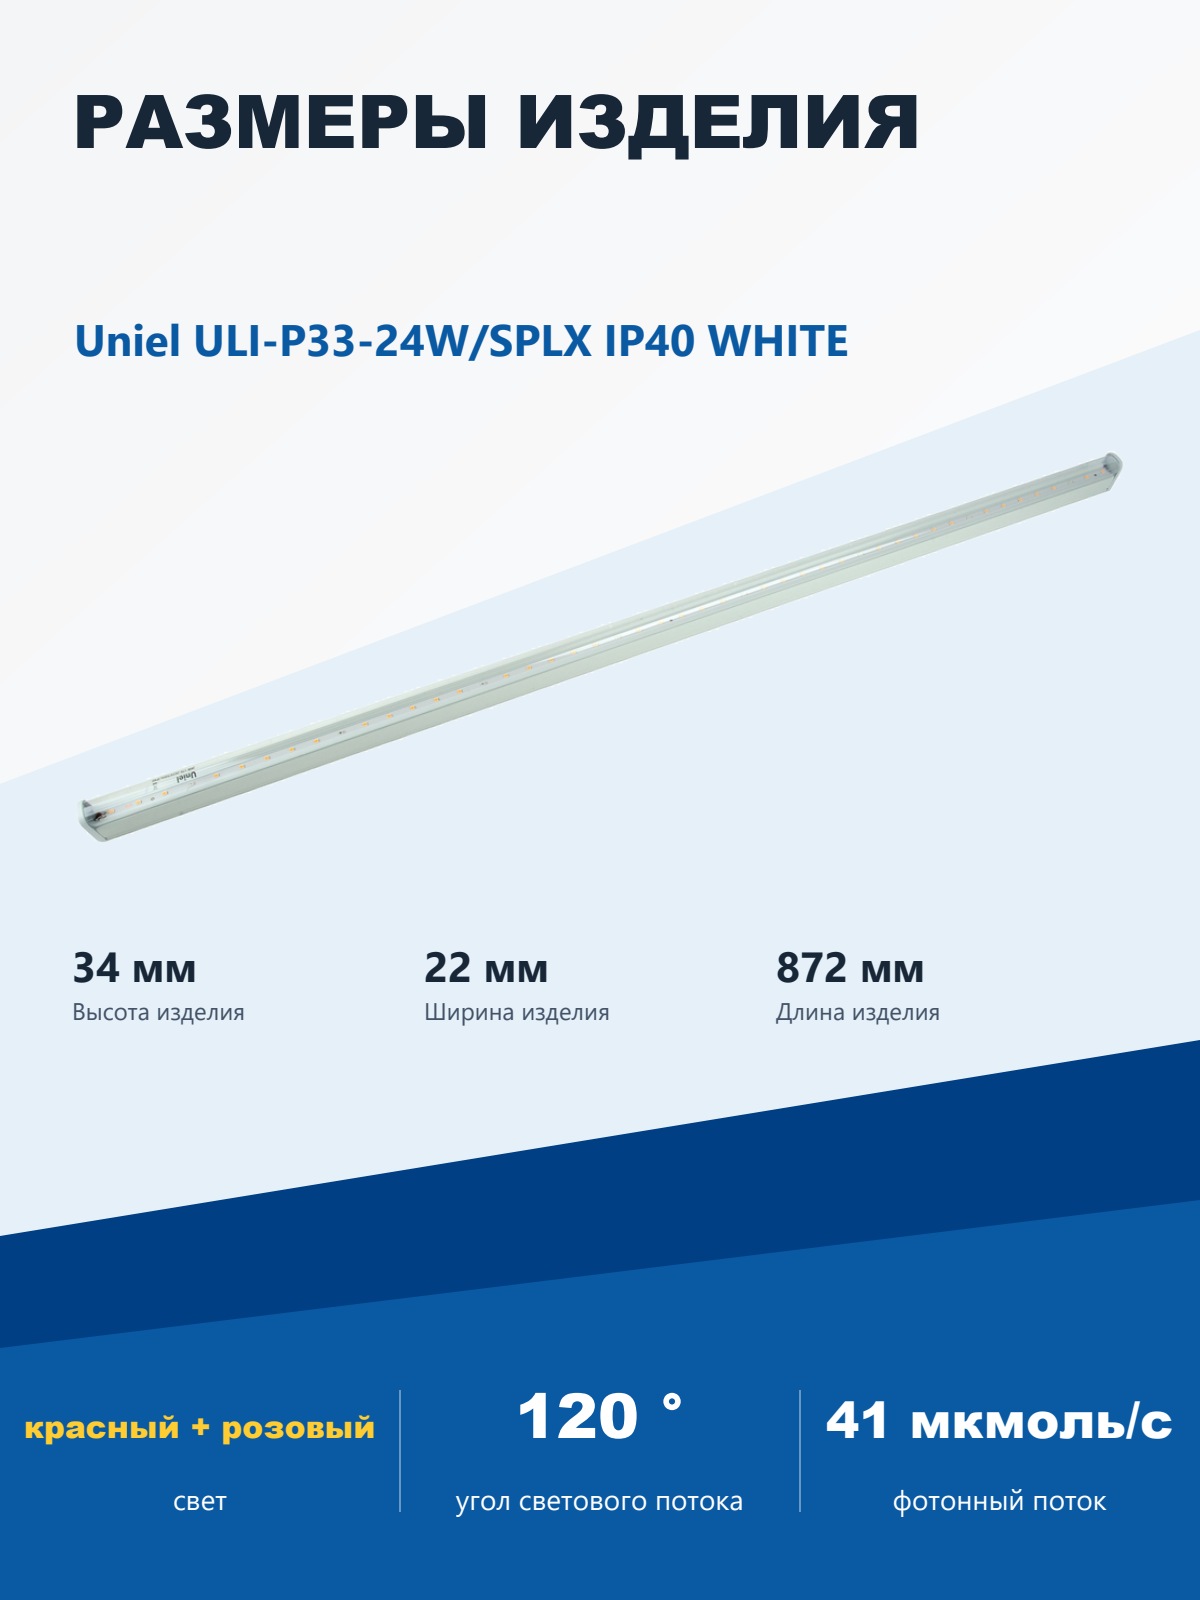 РАЗМЕРЫ ИЗДЕЛИЯ
Uniel ULI-P33-24W/SPLX IP40 WHITE
Uniel
34 мм
22 мм
872 мм
Высота изделия
Ширина изделия
Длина изделия
красный + розовый
120 °
41 мкмоль/с
свет
угол светового потока
фотонный поток